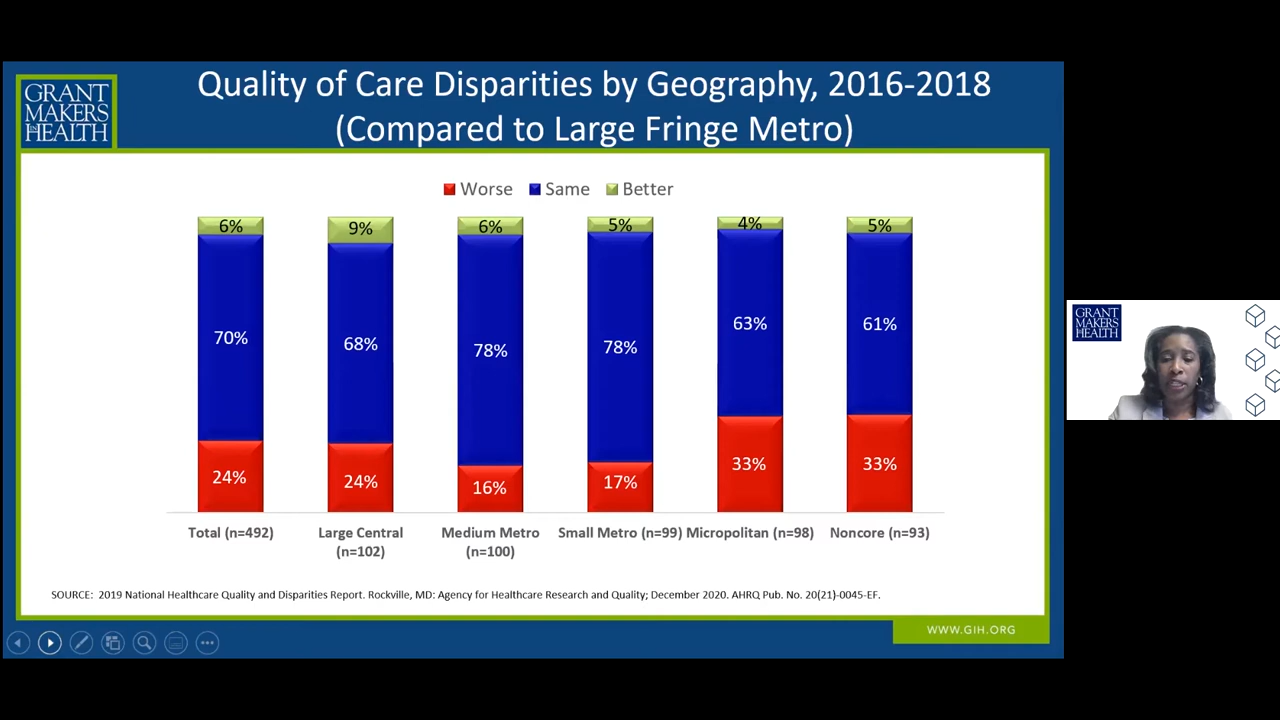 GRANT
MAKERS
IN
HEALTH
Quality of Care Disparities by Geography, 2016-2018
(Compared to Large Fringe Metro)
Worse Same Better
6% 9% 6% 5% 4% 5%
70% 68% 78% 78% 63% 61%
24% 24% 16% 17% 33% 33%
Total (n=492) Large Central Medium Metro Small Metro (n=99) Micropolitan (n=98) Noncore (n=93)
(n=102) (n=100)
SOURCE: 2019 National Healthcare Quality and Disparities Report. Rockville, MD: Agency for Healthcare Research and Quality; December 2020. AHRQ Pub. No. 20(21)-0045-EF.
WWW.GIH.ORG
GRANT
MAKERS
IN
HEALTH